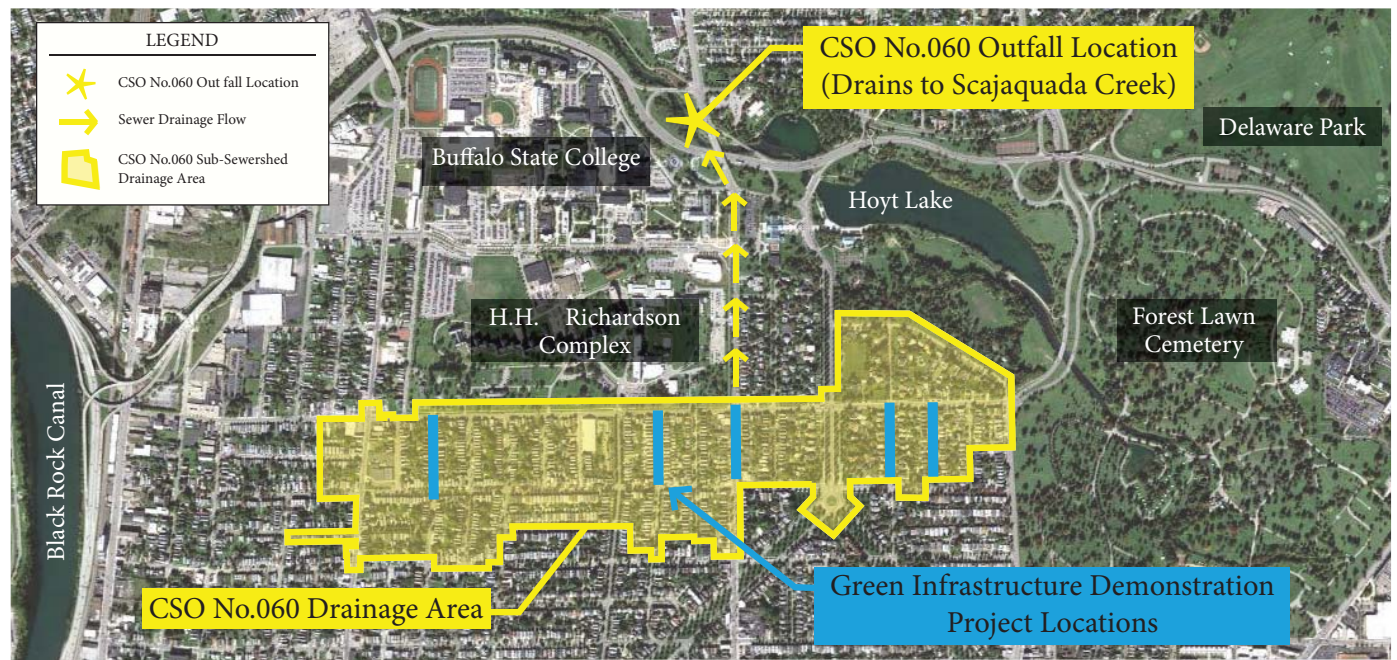 LEGEND
CSO No.060 Out fall Location
Sewer Drainage Flow
CSO No.060 Sub-Sewershed
Drainage Area
CSO No.060 Outfall Location
(Drains to Scajaquada Creek)
Delaware Park
Buffalo State College
Hoyt Lake
H.H. Richardson
Complex
Forest Lawn
Cemetery
Black Rock Canal
CSO No.060 Drainage Area
Green Infrastructure Demonstration
Project Locations